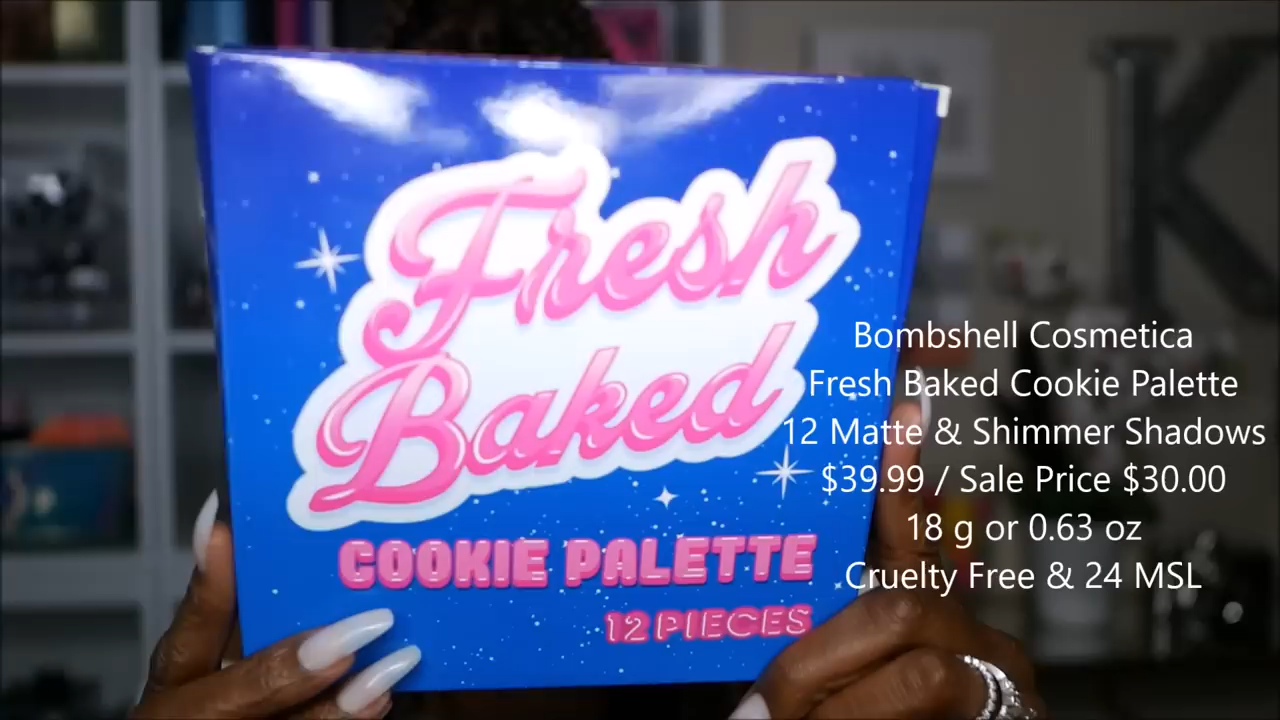 Fresh
Baked
COOKIE PALETTE
12 PIECES
Bombshell Cosmetica
Fresh Baked Cookie Palette
12 Matte & Shimmer Shadows
$39.99 / Sale Price $30.00
18 g or 0.63 oz
Cruelty Free & 24 MSL
K